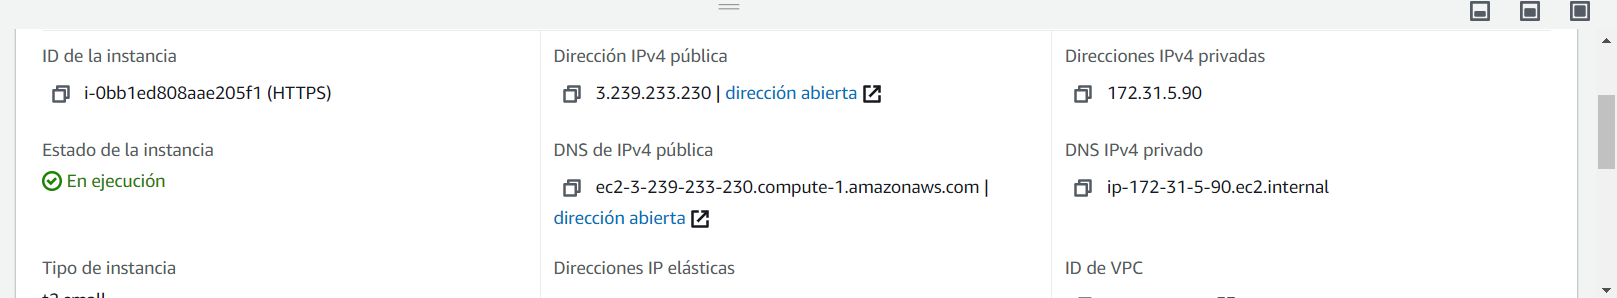 ID de la instancia
i-0bb1ed808aae205f1 (HTTPS)
Dirección IPv4 pública
3.239.233.230 | dirección abierta
Direcciones IPv4 privadas
172.31.5.90
Estado de la instancia
En ejecución
DNS de IPv4 pública
ec2-3-239-233-230.compute-1.amazonaws.com |
dirección abierta
DNS IPv4 privado
ip-172-31-5-90.ec2.internal
Tipo de instancia
t2.small
Direcciones IP elásticas
ID de VPC